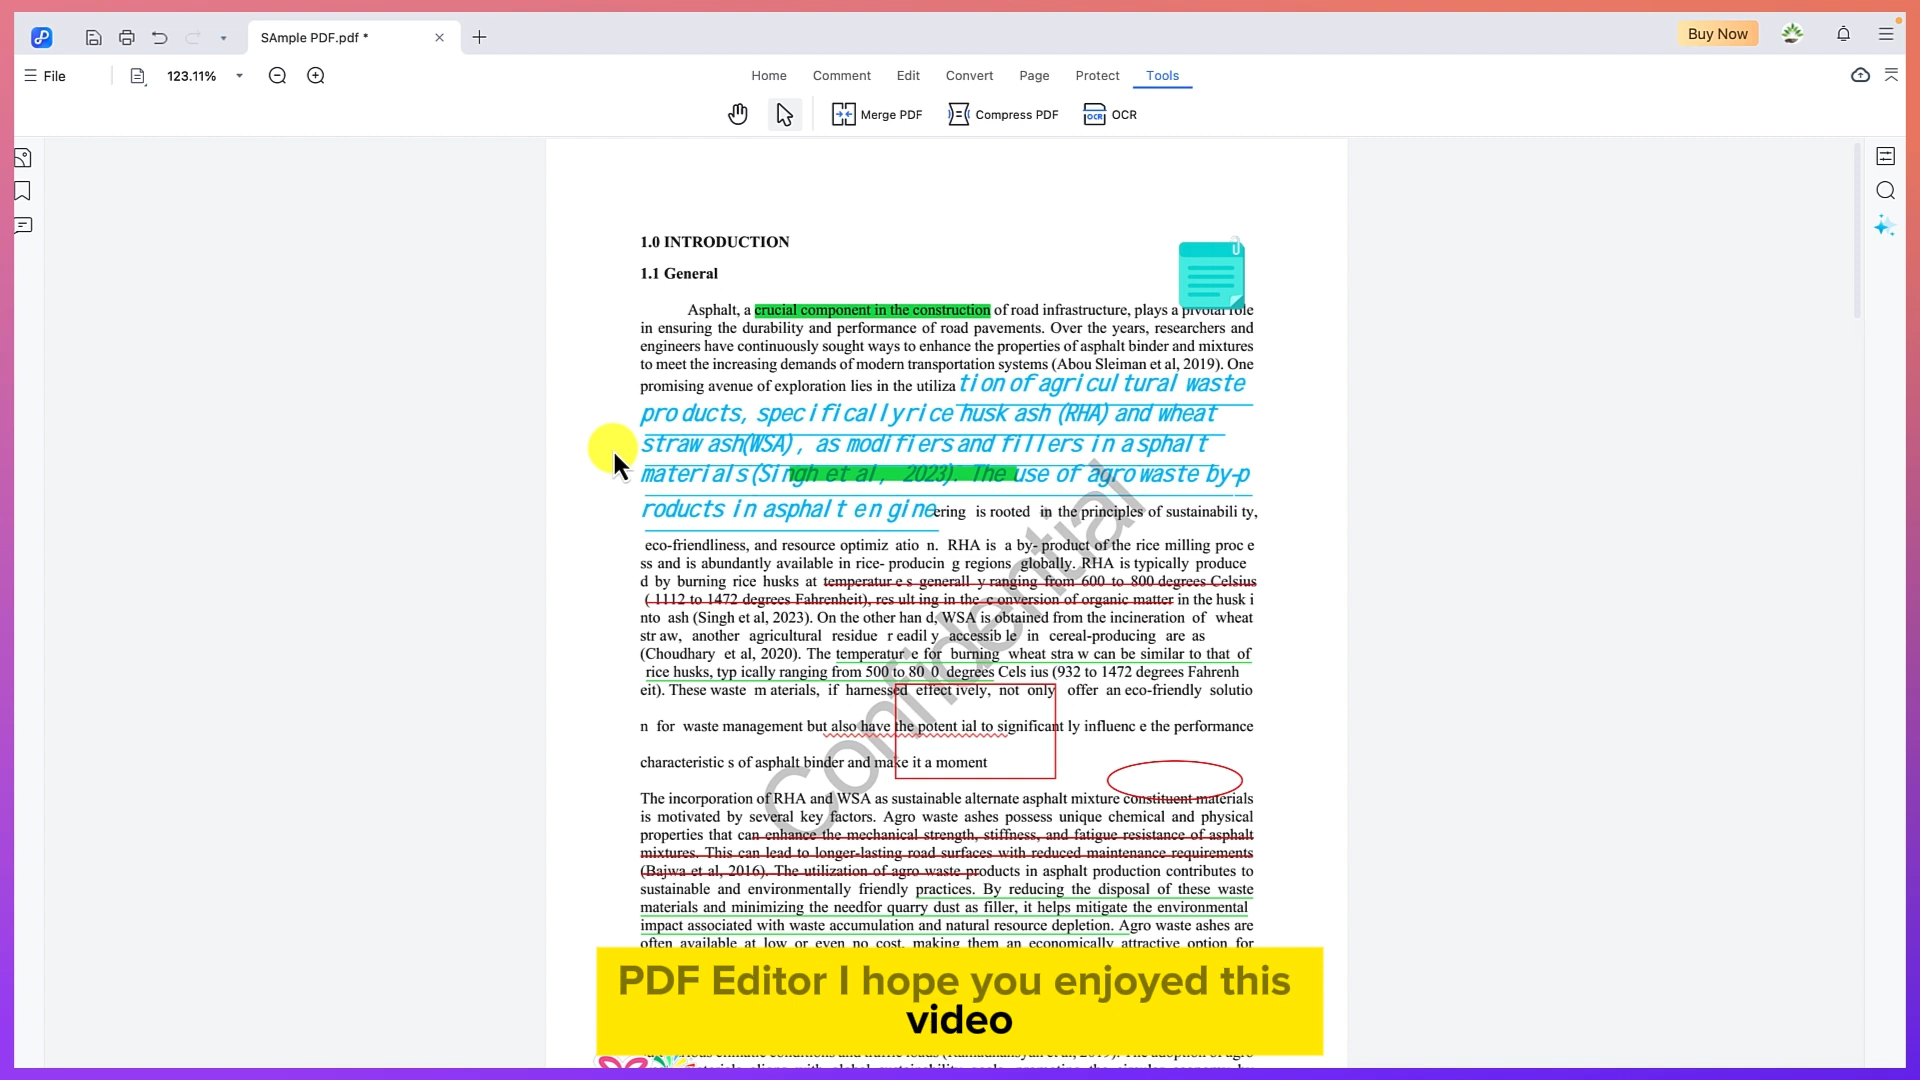 SAmple PDF.pdf *
Buy Now
File
123.11%
Home Comment Edit Convert Page Protect Tools
Merge PDF Compress PDF OCR
1.0 INTRODUCTION
1.1 General
Asphalt, a crucial component in the construction of road infrastructure, plays a pivotal role
in ensuring the durability and performance of road pavements. Over the years, researchers and
engineers have continuously sought ways to enhance the properties of asphalt binder and mixtures
to meet the increasing demands of modern transportation systems (Abou Sleiman et al, 2019). One
promising avenue of exploration lies in the utiliza tion of agricultural waste
products, specifically rice husk ash (RHA) and wheat
straw ash(WSA), as modifiers and fillers in asphalt
materials (Singh et al, 2023). The use of agro waste by-p
roducts in asphalt engineering is rooted in the principles of sustainabili ty,
eco-friendliness, and resource optimiz atio n. RHA is a by- product of the rice milling proc e
ss and is abundantly available in rice- producin g regions globally. RHA is typically produce
d by burning rice husks at temperatur e s generall y ranging from 600 to 800 degrees Celsius
( 1112 to 1472 degrees Fahrenheit), res ult ing in the c onversion of organic matter in the husk i
nto ash (Singh et al, 2023). On the other han d, WSA is obtained from the incineration of wheat
str aw, another agricultural residue r eadil y accessib le in cereal-producing are as
(Choudhary et al, 2020). The temperatur e for burning wheat stra w can be similar to that of
rice husks, typ ically ranging from 500 to 80 0 degrees Cels ius (932 to 1472 degrees Fahrenh
eit). These waste m aterials, if harnessed effect ively, not only offer an eco-friendly solutio
n for waste management but also have the potent ial to significant ly influenc e the performance
characteristic s of asphalt binder and make it a moment
The incorporation of RHA and WSA as sustainable alternate asphalt mixture constituent materials
is motivated by several key factors. Agro waste ashes possess unique chemical and physical
properties that can enhance the mechanical strength, stiffness, and fatigue resistance of asphalt
mixtures. This can lead to longer-lasting road surfaces with reduced maintenance requirements
(Bajwa et al, 2016). The utilization of agro waste products in asphalt production contributes to
sustainable and environmentally friendly practices. By reducing the disposal of these waste
materials and minimizing the needfor quarry dust as filler, it helps mitigate the environmental
impact associated with waste accumulation and natural resource depletion. Agro waste ashes are
often available at low or even no cost, making them an economically attractive option for
Confidential
PDF Editor I hope you enjoyed this
video